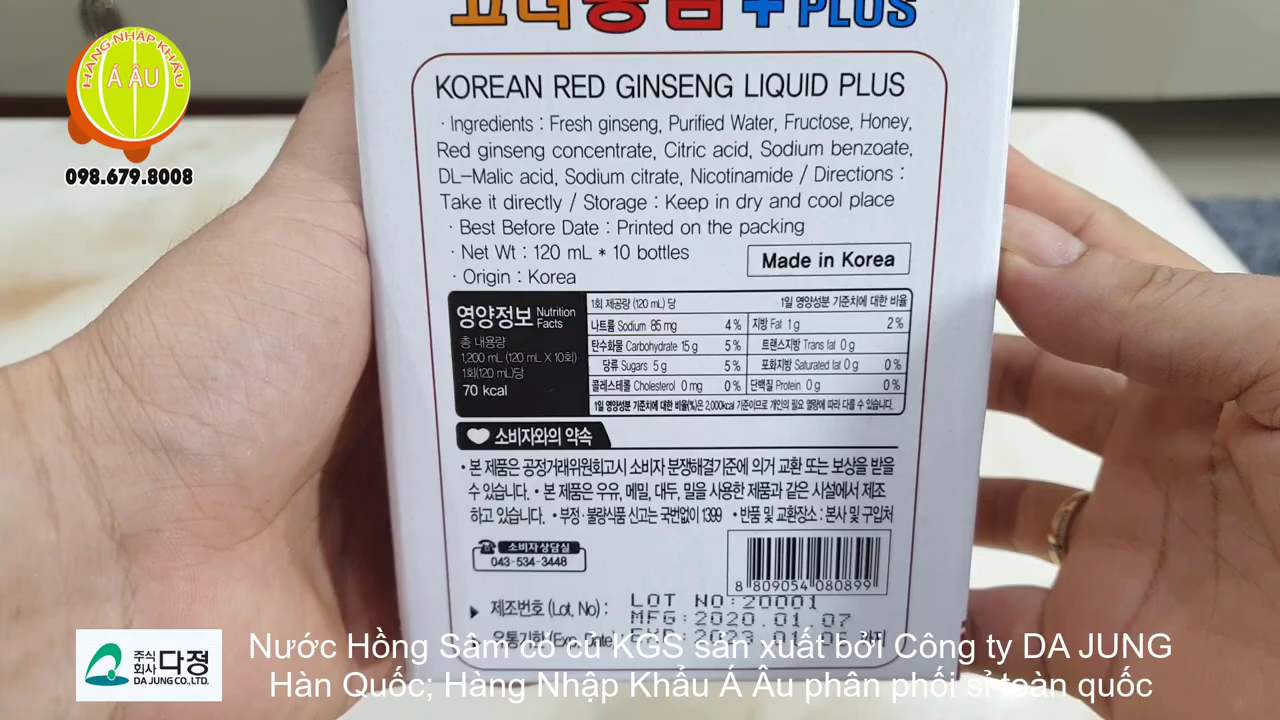 고려홍삼+PLUS
HÀNG NHẬP KHẨU
Á ÂU
098.679.8008
KOREAN RED GINSENG LIQUID PLUS
· Ingredients : Fresh ginseng, Purified Water, Fructose, Honey,
Red ginseng concentrate, Citric acid, Sodium benzoate,
DL-Malic acid, Sodium citrate, Nicotinamide / Directions :
Take it directly / Storage : Keep in dry and cool place
· Best Before Date : Printed on the packing
· Net Wt : 120 mL * 10 bottles
· Origin : Korea
Made in Korea
영양정보 Nutrition Facts
총 내용량
1,200 mL (120 mL X 10회)
1회(120 mL)당
70 kcal
1회 제공량 (120 mL) 당 1일 영양성분 기준치에 대한 비율
나트륨 Sodium 85 mg 4 % 지방 Fat 1 g 2 %
탄수화물 Carbohydrate 15 g 5 % 트랜스지방 Trans fat 0 g
당류 Sugars 5 g 5 % 포화지방 Saturated fat 0 g 0 %
콜레스테롤 Cholesterol 0 mg 0 % 단백질 Protein 0 g 0 %
1일 영양성분 기준치에 대한 비율(%)은 2,000kcal 기준이므로 개인의 필요 열량에 따라 다를 수 있습니다.
소비자와의 약속
• 본 제품은 공정거래위원회고시 소비자 분쟁해결기준에 의거 교환 또는 보상을 받을
수 있습니다. • 본 제품은 우유, 메밀, 대두, 밀을 사용한 제품과 같은 시설에서 제조
하고 있습니다. • 부정·불량식품 신고는 국번없이 1399 • 반품 및 교환장소 : 본사 및 구입처
소비자 상담실
043-534-3448
8 809054 080899
▶ 제조번호 (Lot. No) : LOT NO:20001
MFG:2020.01.07
유통기한(Exp. Date)
주식회사 다정
DA JUNG CO., LTD.
Nước Hồng Sâm có củ KGS sản xuất bởi Công ty DA JUNG
Hàn Quốc; Hàng Nhập Khẩu Á Âu phân phối sỉ toàn quốc